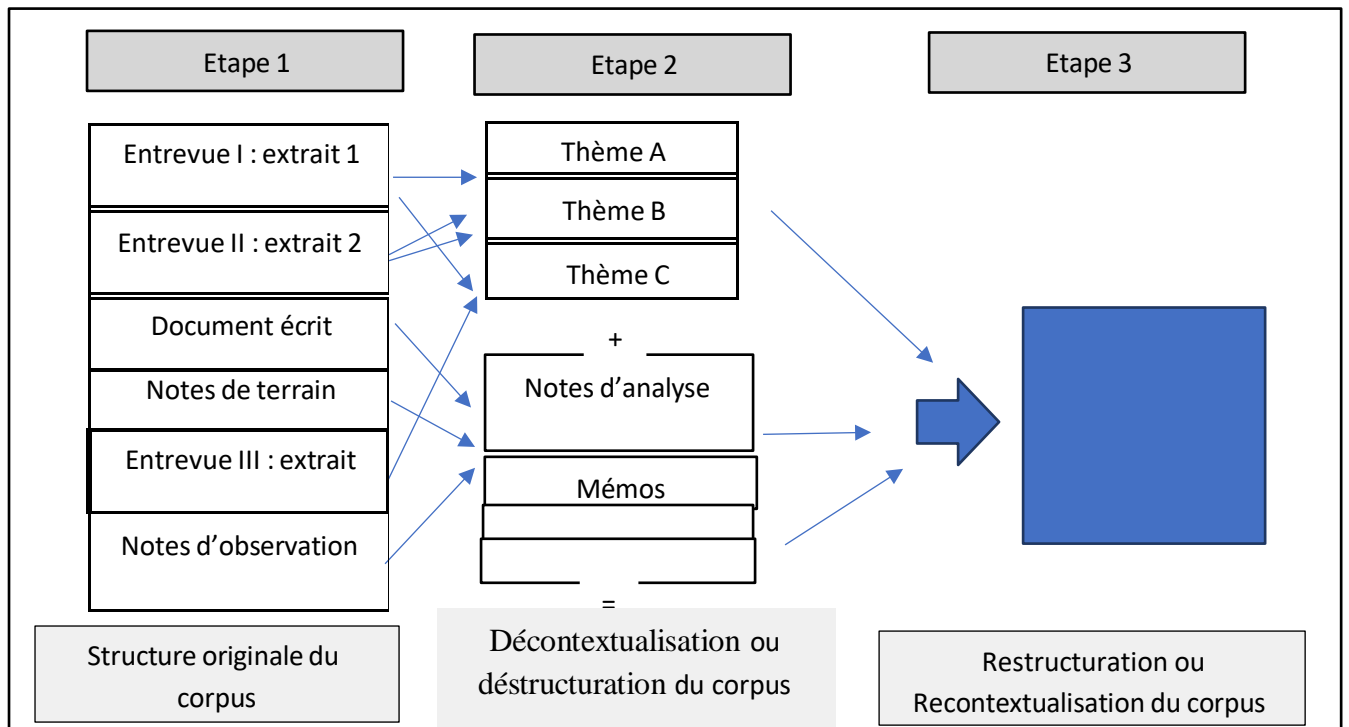 Etape 1
Etape 2
Etape 3
Entrevue I : extrait 1
Entrevue II : extrait 2
Document écrit
Notes de terrain
Entrevue III : extrait
Notes d’observation
Thème A
Thème B
Thème C
+
Notes d’analyse
Mémos
=
Structure originale du
corpus
Décontextualisation ou
déstructuration du corpus
Restructuration ou
Recontextualisation du corpus